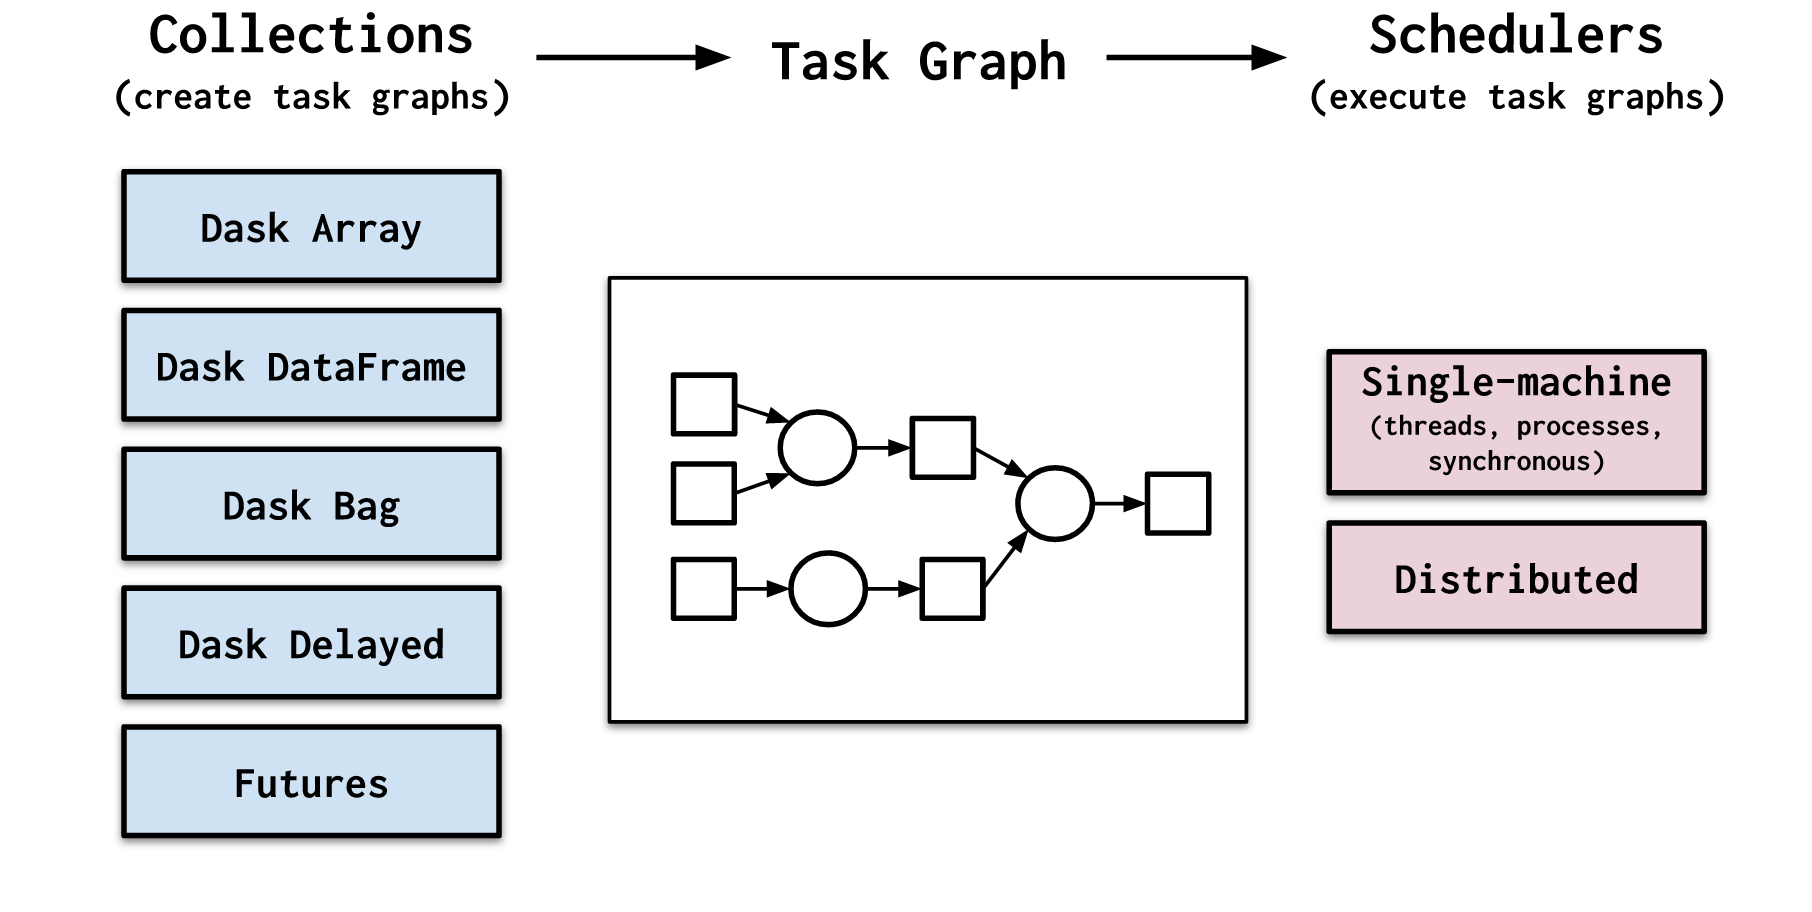 Collections
(create task graphs)
Task Graph
Schedulers
(execute task graphs)
Dask Array
Dask DataFrame
Dask Bag
Dask Delayed
Futures
Single-machine
(threads, processes,
synchronous)
Distributed